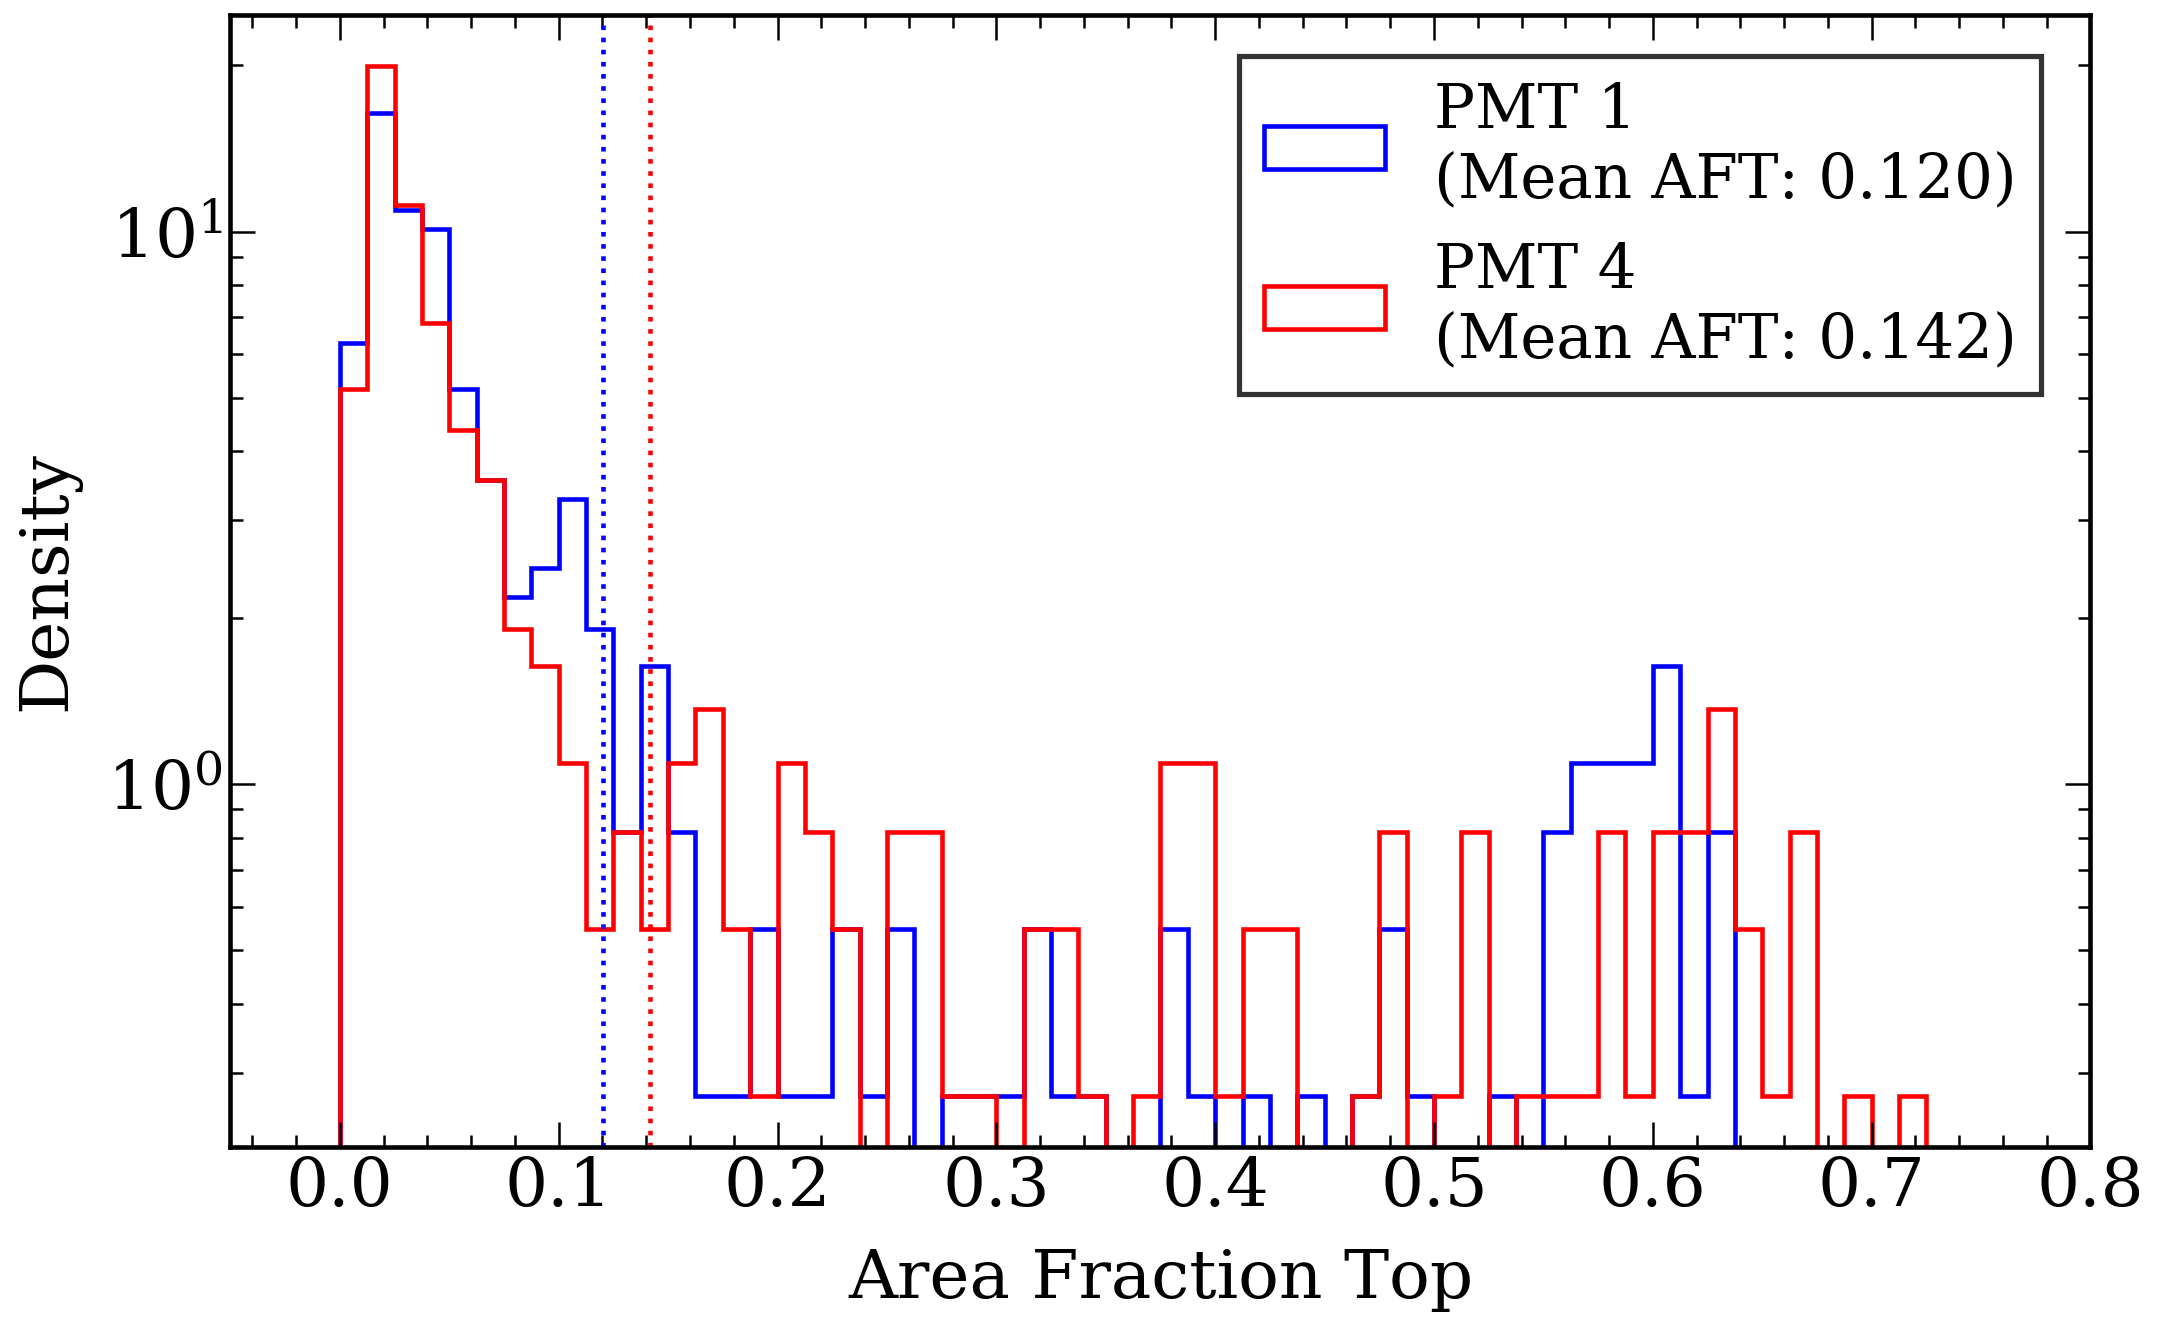 PMT 1
(Mean AFT: 0.120)
PMT 4
(Mean AFT: 0.142)
10¹
10⁰
Density
0.0 0.1 0.2 0.3 0.4 0.5 0.6 0.7 0.8
Area Fraction Top